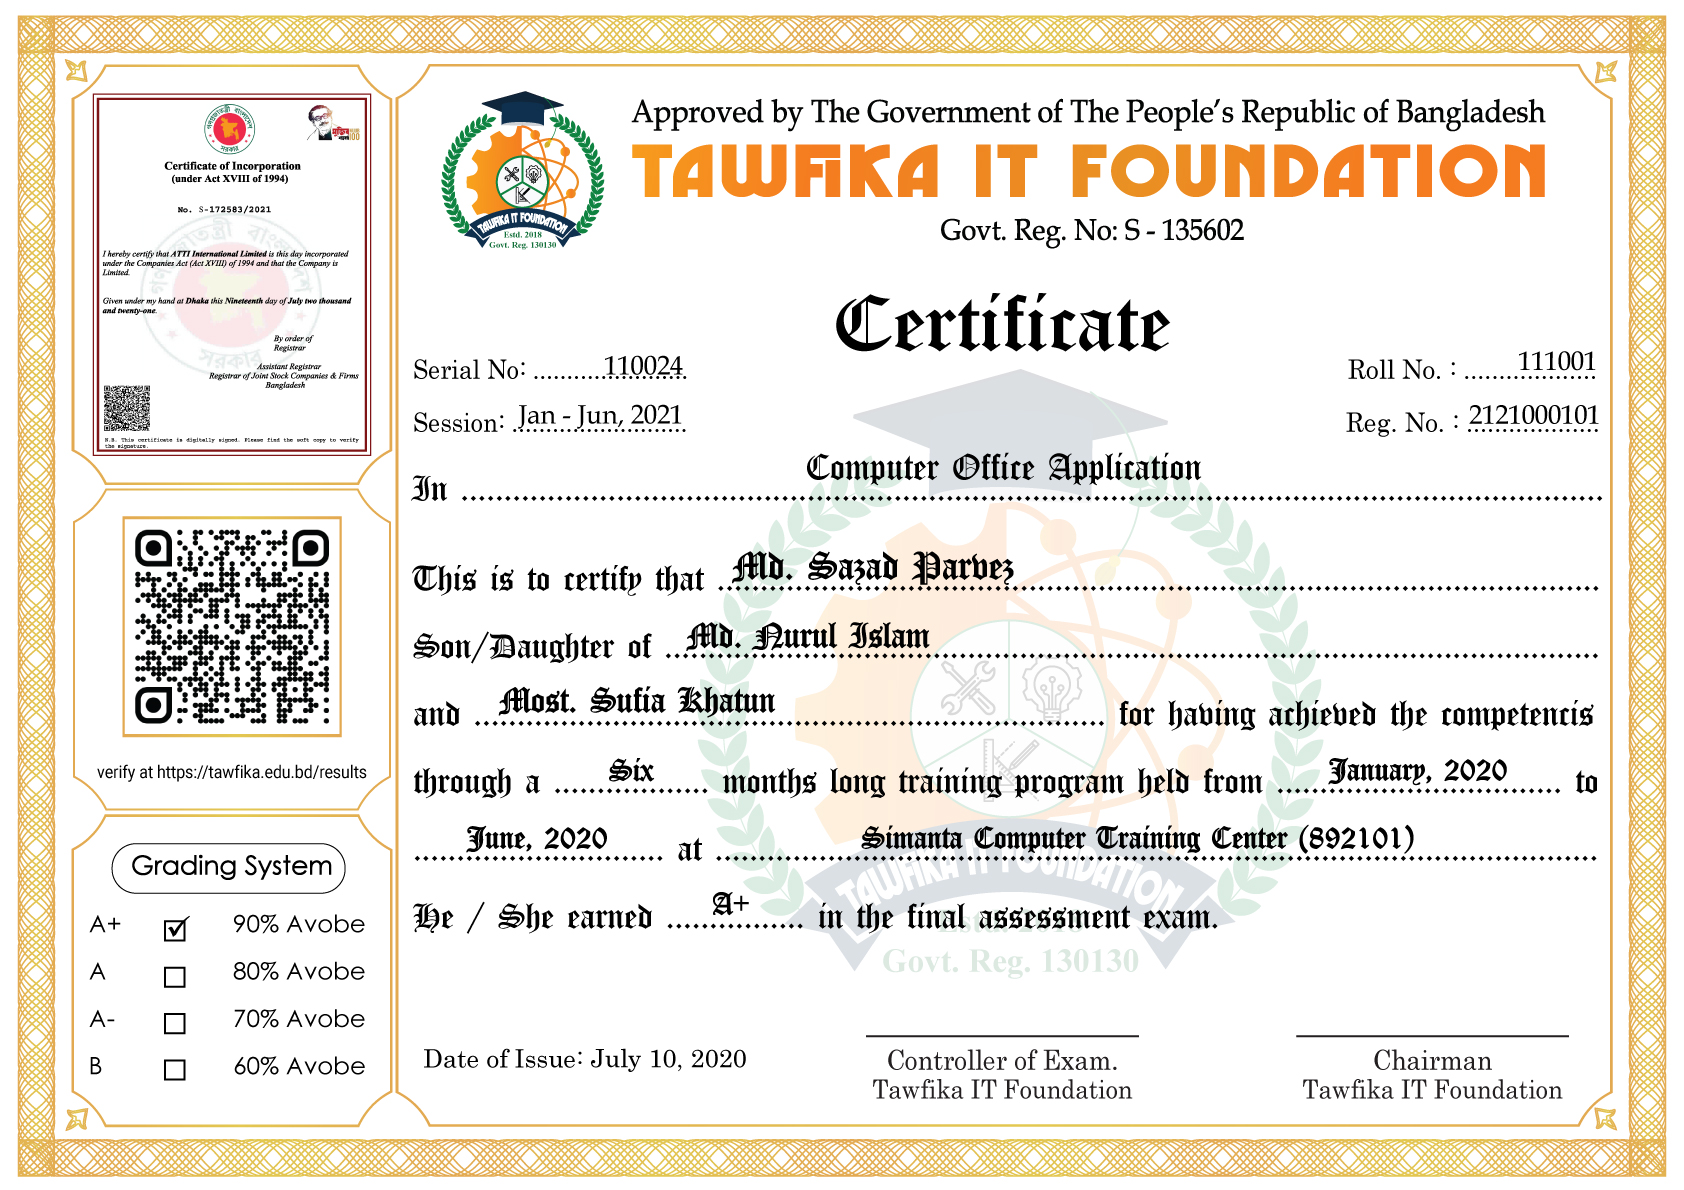 গণপ্রজাতন্ত্রী বাংলাদেশ
সরকার
মুজিব
100
Certificate of Incorporation
(under Act XVIII of 1994)
No. S-172583/2021
I hereby certify that ATTI International Limited is this day incorporated
under the Companies Act (Act XVIII) of 1994 and that the Company is
Limited.
Given under my hand at Dhaka this Nineteenth day of July two thousand
and twenty-one.
By order of
Registrar
Assistant Registrar
Registrar of Joint Stock Companies & Firms
Bangladesh
N.B. This certificate is digitally signed. Please find the soft copy to verify
the signature.
verify at https://tawfika.edu.bd/results
Grading System
A+ 90% Avobe
A 80% Avobe
A- 70% Avobe
B 60% Avobe
TAWFIKA IT FOUNDATION
Estd. 2018
Govt. Reg. 130130
Approved by The Government of The People's Republic of Bangladesh
TAWFIKA IT FOUNDATION
Govt. Reg. No: S - 135602
Certificate
Serial No: 110024 Roll No. : 111001
Session: Jan - Jun, 2021 Reg. No. : 2121000101
In Computer Office Application
This is to certify that Md. Sazad Parvez
Son/Daughter of Md. Nurul Islam
and Most. Sufia Khatun for having achieved the competencis
through a Six months long training program held from January, 2020 to
June, 2020 at Simanta Computer Training Center (892101)
He / She earned A+ in the final assessment exam.
TAWFIKA IT FOUNDATION
Estd. 2018
Govt. Reg. 130130
Date of Issue: July 10, 2020
Controller of Exam.
Tawfika IT Foundation
Chairman
Tawfika IT Foundation